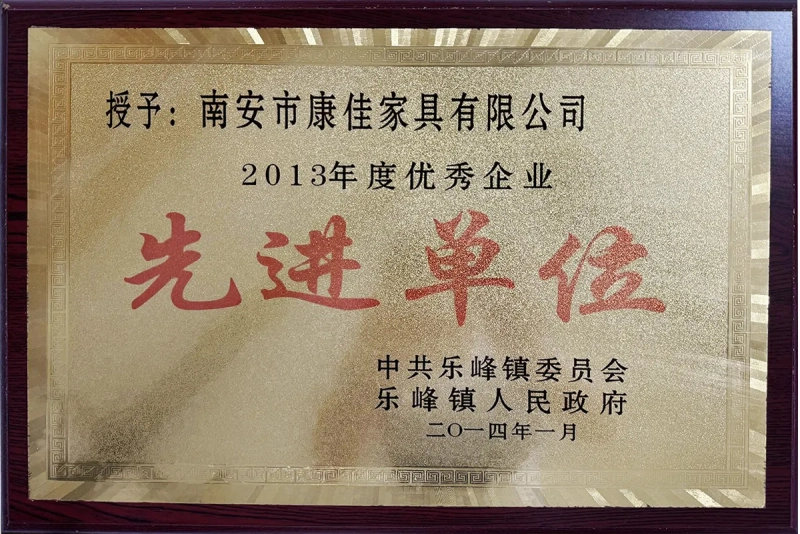 授予：南安市康佳家具有限公司
2013年度优秀企业
先进单位
中共乐峰镇委员会
乐峰镇人民政府
二〇一四年一月